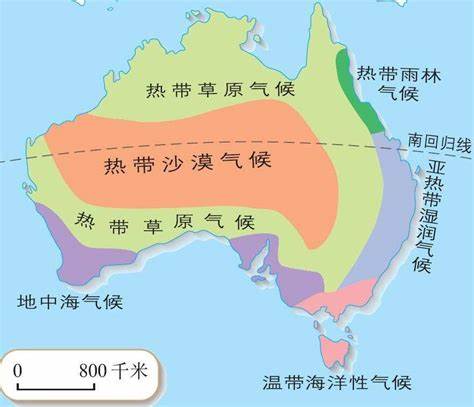 热带草原气候
热带雨林
气候
南回归线
热带沙漠气候
亚热带湿润气候
热带草原气候
地中海气候
0 800千米
温带海洋性气候